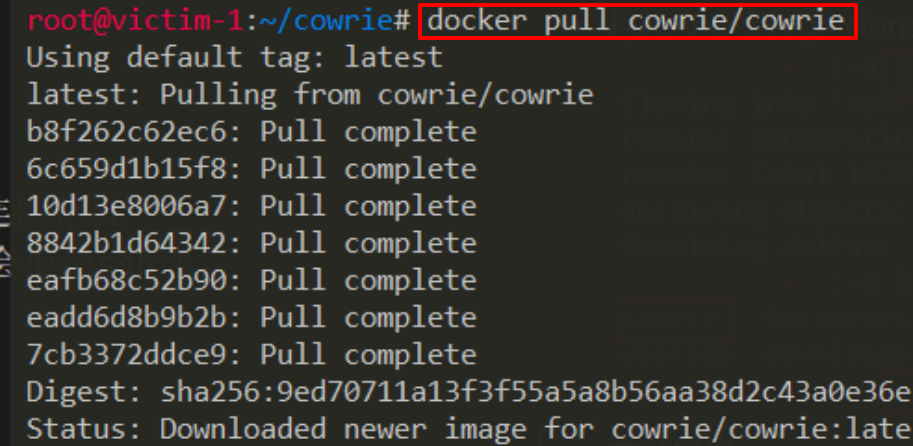 root@victim-1:~/cowrie# docker pull cowrie/cowrie
Using default tag: latest
latest: Pulling from cowrie/cowrie
b8f262c62ec6: Pull complete
6c659d1b15f8: Pull complete
10d13e8006a7: Pull complete
8842b1d64342: Pull complete
eafb68c52b90: Pull complete
eadd6d8b9b2b: Pull complete
7cb3372ddce9: Pull complete
Digest: sha256:9ed70711a13f3f55a5a8b56aa38d2c43a0e36e
Status: Downloaded newer image for cowrie/cowrie:late